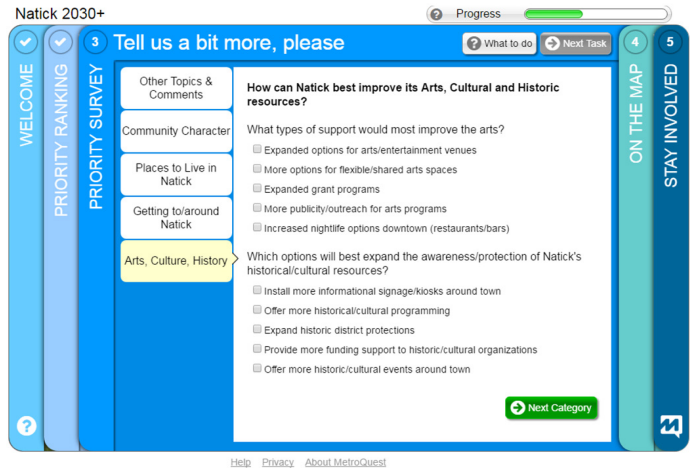 Natick 2030+
? Progress
3 Tell us a bit more, please
? What to do
Next Task
4
5
WELCOME
PRIORITY RANKING
PRIORITY SURVEY
ON THE MAP
STAY INVOLVED
Other Topics &
Comments
Community Character
Places to Live in
Natick
Getting to/around
Natick
Arts, Culture, History
How can Natick best improve its Arts, Cultural and Historic
resources?
What types of support would most improve the arts?
Expanded options for arts/entertainment venues
More options for flexible/shared arts spaces
Expanded grant programs
More publicity/outreach for arts programs
Increased nightlife options downtown (restaurants/bars)
Which options will best expand the awareness/protection of Natick's
historical/cultural resources?
Install more informational signage/kiosks around town
Offer more historical/cultural programming
Expand historic district protections
Provide more funding support to historic/cultural organizations
Offer more historic/cultural events around town
Next Category
?
Help Privacy About MetroQuest